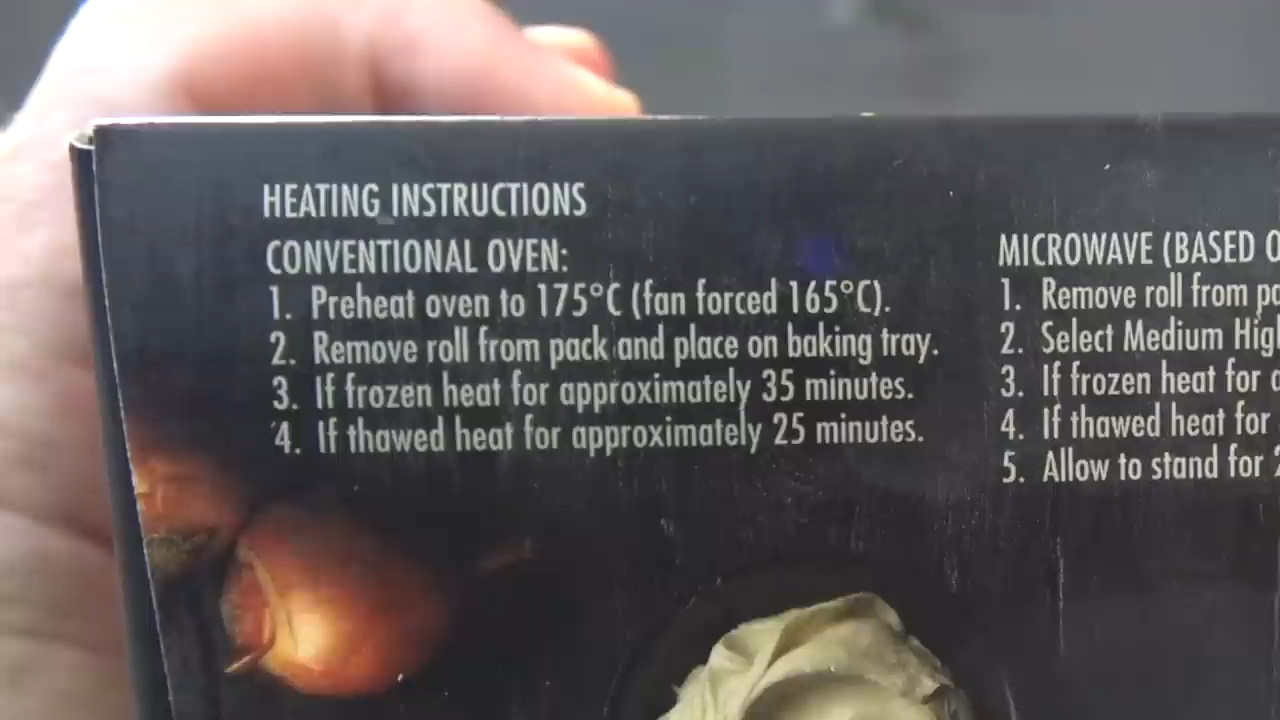 HEATING INSTRUCTIONS
CONVENTIONAL OVEN:
1. Preheat oven to 175°C (fan forced 165°C).
2. Remove roll from pack and place on baking tray.
3. If frozen heat for approximately 35 minutes.
4. If thawed heat for approximately 25 minutes.
MICROWAVE (BASED
1. Remove roll from
2. Select Medium
3. If frozen heat for
4. If thawed heat for
5. Allow to stand for